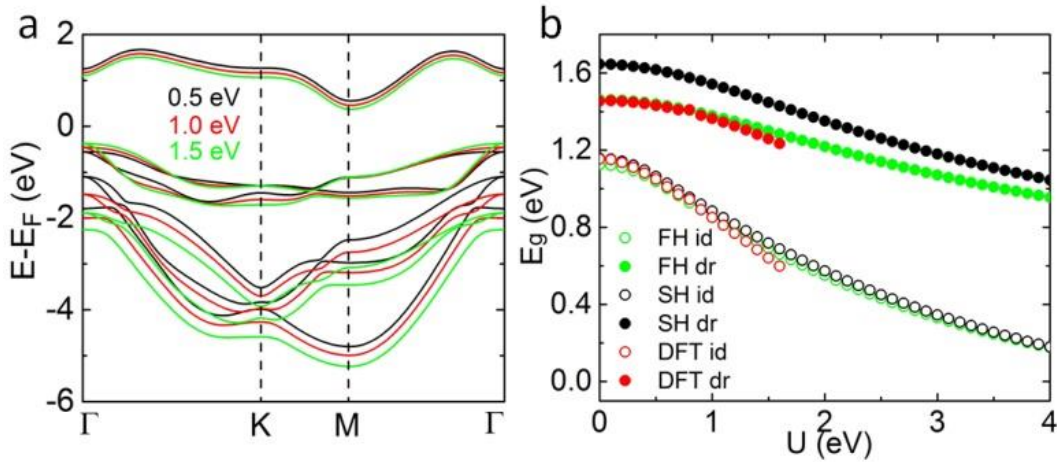 a
2
0
-2
-4
-6
E-E_F (eV)
0.5 eV
1.0 eV
1.5 eV
Γ
K
M
Γ
b
1.6
1.2
0.8
0.4
0.0
E_g (eV)
FH id
FH dr
SH id
SH dr
DFT id
DFT dr
0
1
2
3
4
U (eV)